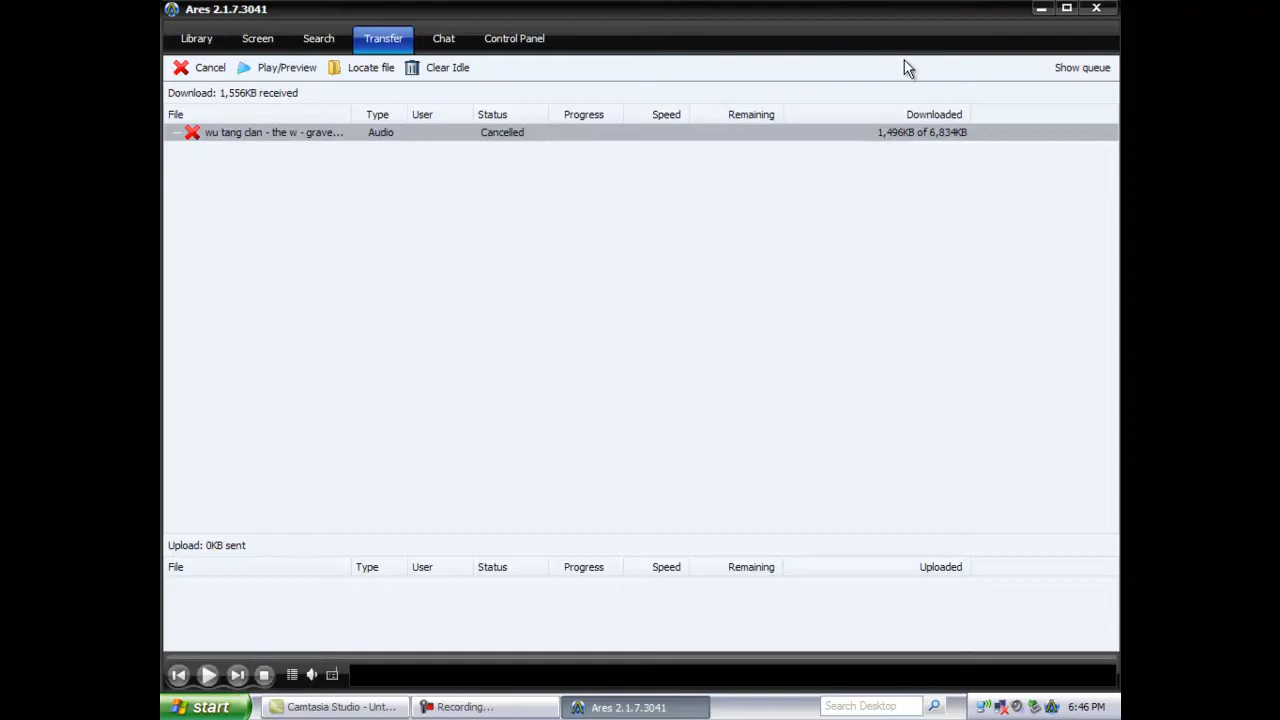 Ares 2.1.7.3041
Library Screen Search Transfer Chat Control Panel
Cancel Play/Preview Locate file Clear Idle Show queue
Download: 1,556KB received
File Type User Status Progress Speed Remaining Downloaded
wu tang clan - the w - grave... Audio Cancelled 1,496KB of 6,834KB
Upload: 0KB sent
File Type User Status Progress Speed Remaining Uploaded
start Camtasia Studio - Unt... Recording... Ares 2.1.7.3041 Search Desktop 6:46 PM